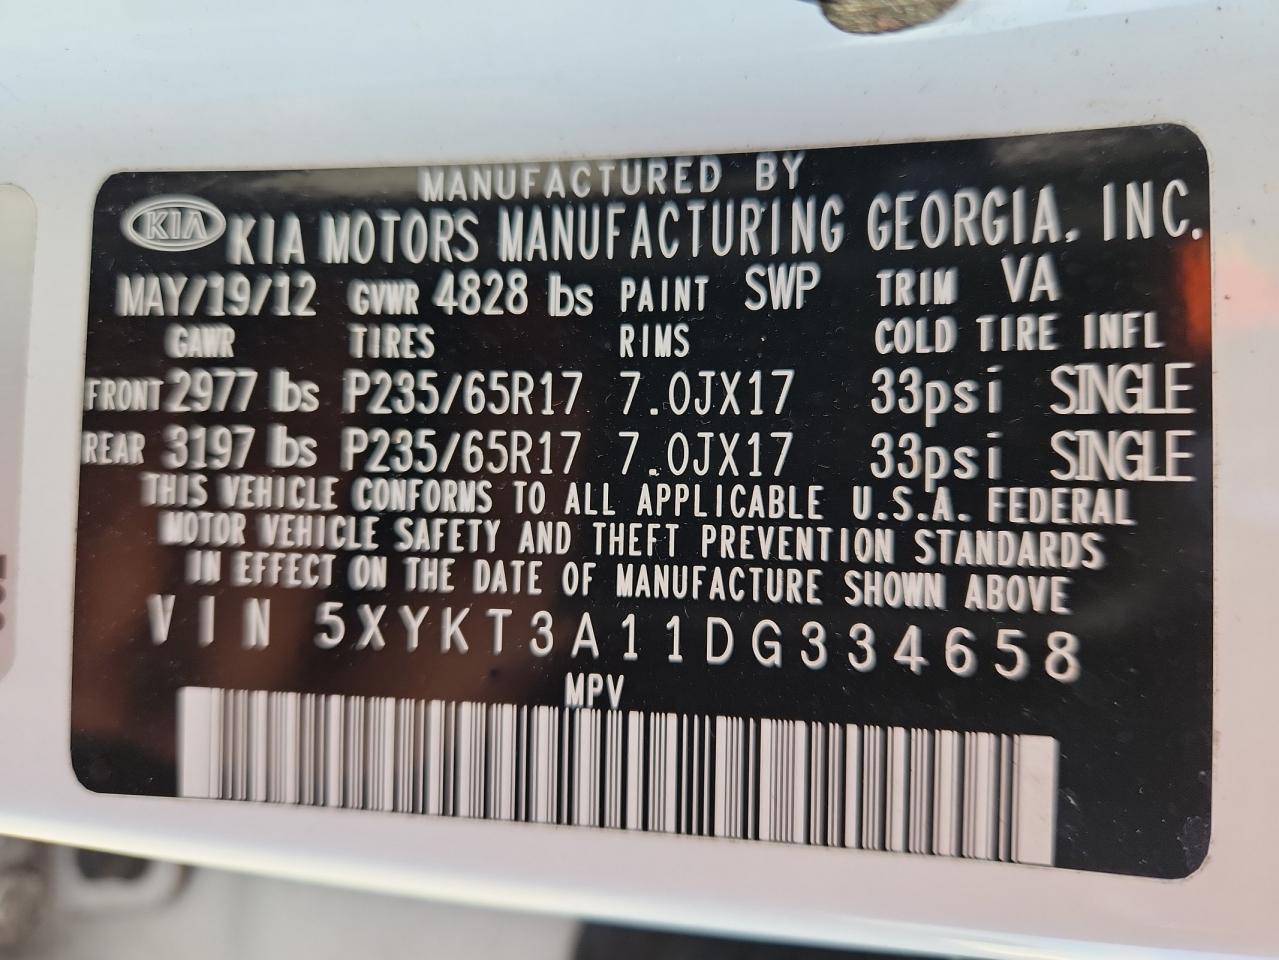 MANUFACTURED BY
KIA KIA MOTORS MANUFACTURING GEORGIA, INC.
MAY/19/12 GVWR 4828 lbs PAINT SWP TRIM VA
GAWR TIRES RIMS COLD TIRE INFL
FRONT 2977 lbs P235/65R17 7.0JX17 33psi SINGLE
REAR 3197 lbs P235/65R17 7.0JX17 33psi SINGLE
THIS VEHICLE CONFORMS TO ALL APPLICABLE U.S.A. FEDERAL
MOTOR VEHICLE SAFETY AND THEFT PREVENTION STANDARDS
IN EFFECT ON THE DATE OF MANUFACTURE SHOWN ABOVE
VIN 5XYKT3A11DG334658
MPV